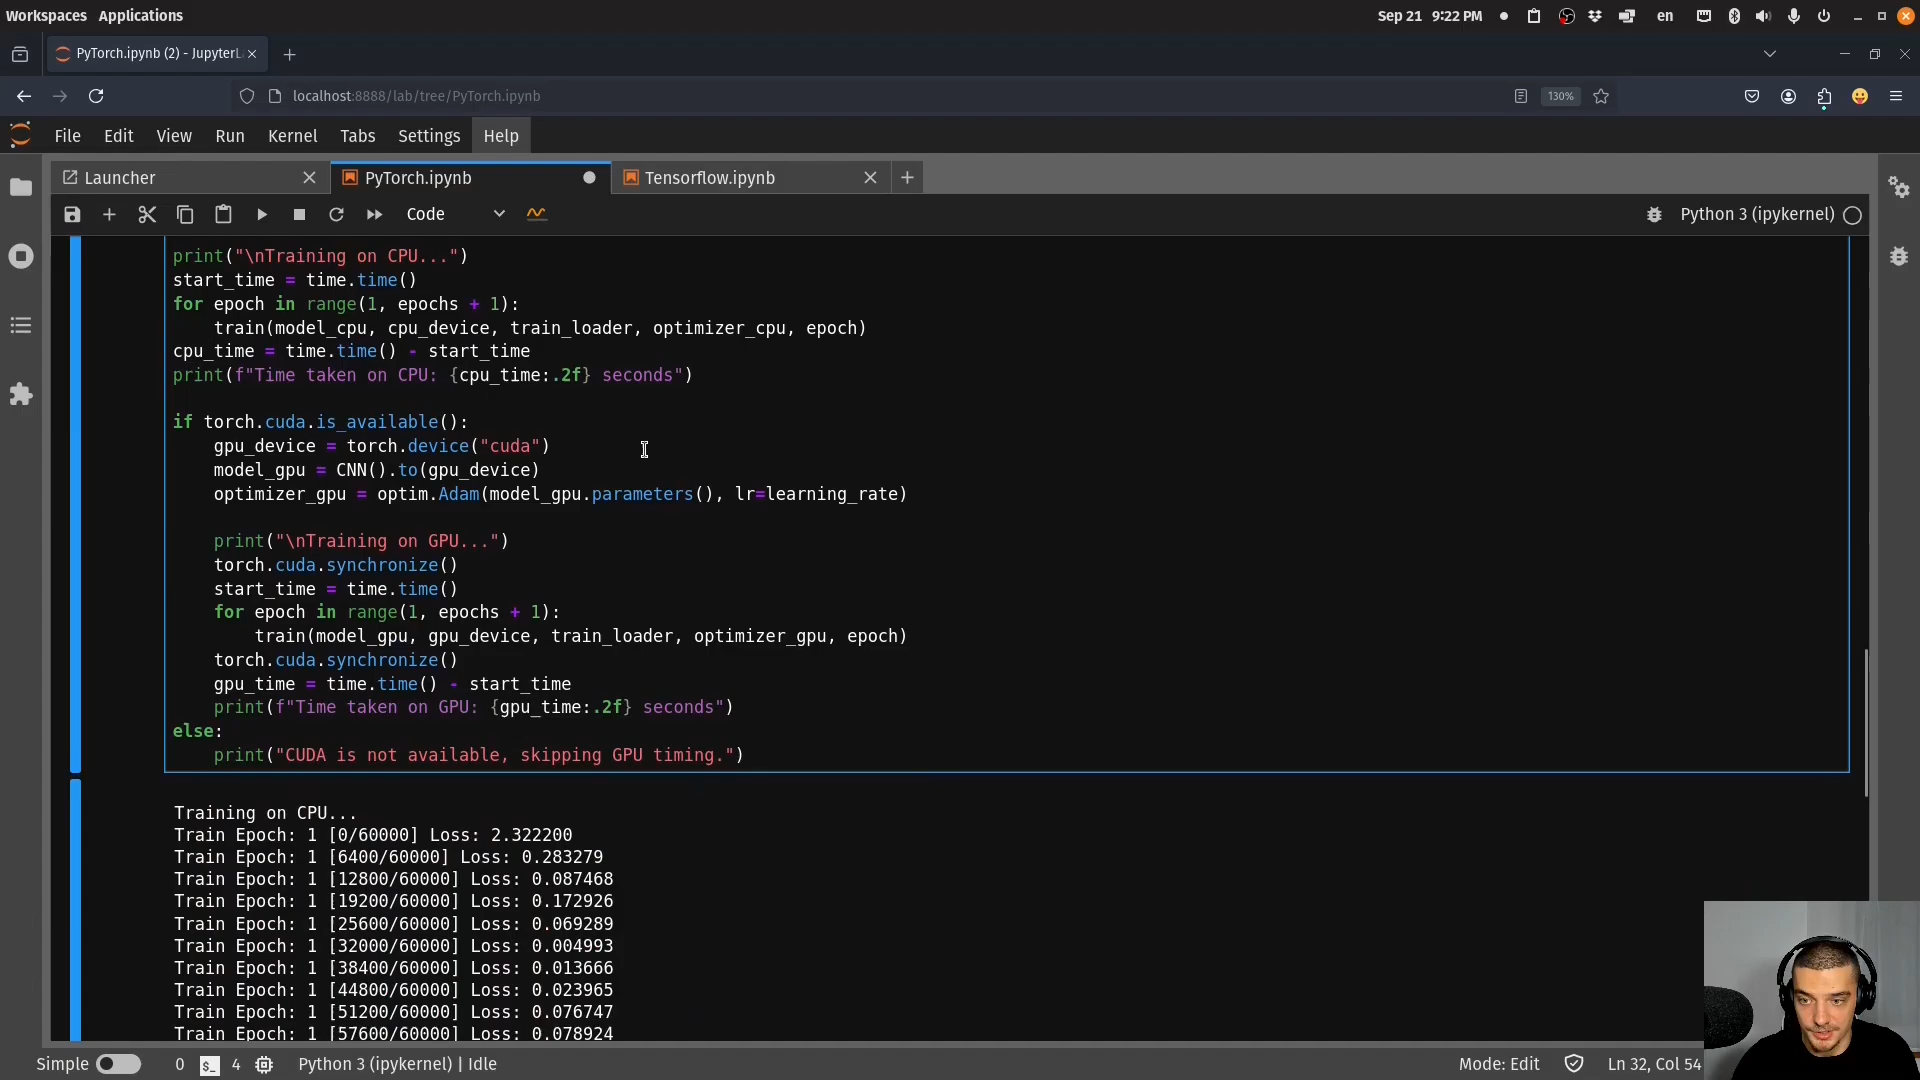 Workspaces Applications
Sep 21 9:22 PM en
PyTorch.ipynb (2) - JupyterL
localhost:8888/lab/tree/PyTorch.ipynb 130%
File Edit View Run Kernel Tabs Settings Help
Launcher PyTorch.ipynb Tensorflow.ipynb
Code Python 3 (ipykernel)
print("\nTraining on CPU...")
start_time = time.time()
for epoch in range(1, epochs + 1):
    train(model_cpu, cpu_device, train_loader, optimizer_cpu, epoch)
cpu_time = time.time() - start_time
print(f"Time taken on CPU: {cpu_time:.2f} seconds")
if torch.cuda.is_available():
    gpu_device = torch.device("cuda")
    model_gpu = CNN().to(gpu_device)
    optimizer_gpu = optim.Adam(model_gpu.parameters(), lr=learning_rate)
    print("\nTraining on GPU...")
    torch.cuda.synchronize()
    start_time = time.time()
    for epoch in range(1, epochs + 1):
        train(model_gpu, gpu_device, train_loader, optimizer_gpu, epoch)
    torch.cuda.synchronize()
    gpu_time = time.time() - start_time
    print(f"Time taken on GPU: {gpu_time:.2f} seconds")
else:
    print("CUDA is not available, skipping GPU timing.")
Training on CPU...
Train Epoch: 1 [0/60000] Loss: 2.322200
Train Epoch: 1 [6400/60000] Loss: 0.283279
Train Epoch: 1 [12800/60000] Loss: 0.087468
Train Epoch: 1 [19200/60000] Loss: 0.172926
Train Epoch: 1 [25600/60000] Loss: 0.069289
Train Epoch: 1 [32000/60000] Loss: 0.004993
Train Epoch: 1 [38400/60000] Loss: 0.013666
Train Epoch: 1 [44800/60000] Loss: 0.023965
Train Epoch: 1 [51200/60000] Loss: 0.076747
Train Epoch: 1 [57600/60000] Loss: 0.078924
Simple 0 $_ 4 Python 3 (ipykernel) | Idle Mode: Edit Ln 32, Col 54